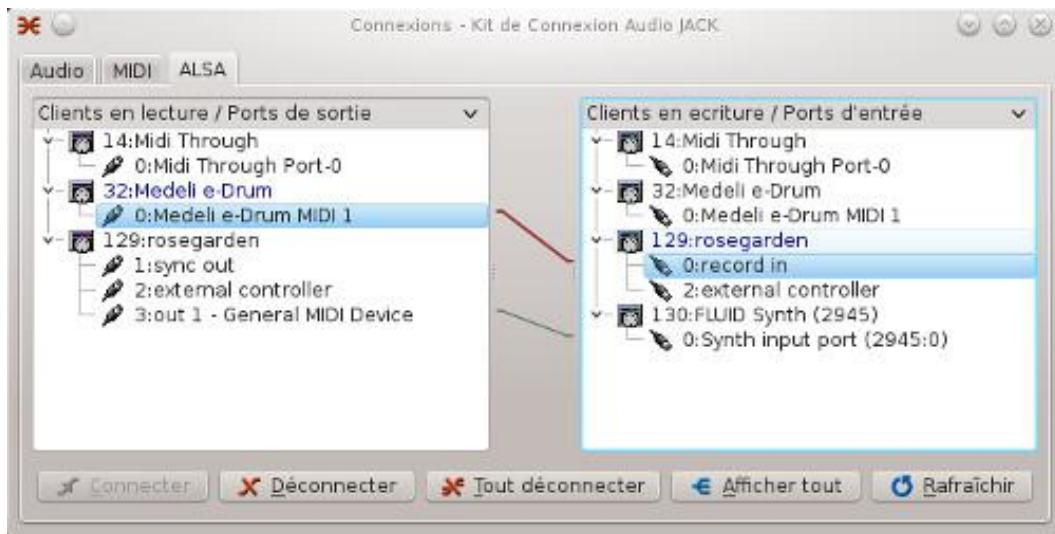 Connexions - Kit de Connexion Audio JACK
Audio MIDI ALSA
Clients en lecture / Ports de sortie
14:Midi Through
0:Midi Through Port-0
32:Medeli e-Drum
0:Medeli e-Drum MIDI 1
129:rosegarden
1:sync out
2:external controller
3:out 1 - General MIDI Device
Clients en ecriture / Ports d'entrée
14:Midi Through
0:Midi Through Port-0
32:Medeli e-Drum
0:Medeli e-Drum MIDI 1
129:rosegarden
0:record in
2:external controller
130:FLUID Synth (2945)
0:Synth input port (2945:0)
Connecter Déconnecter Tout déconnecter Afficher tout Rafraîchir